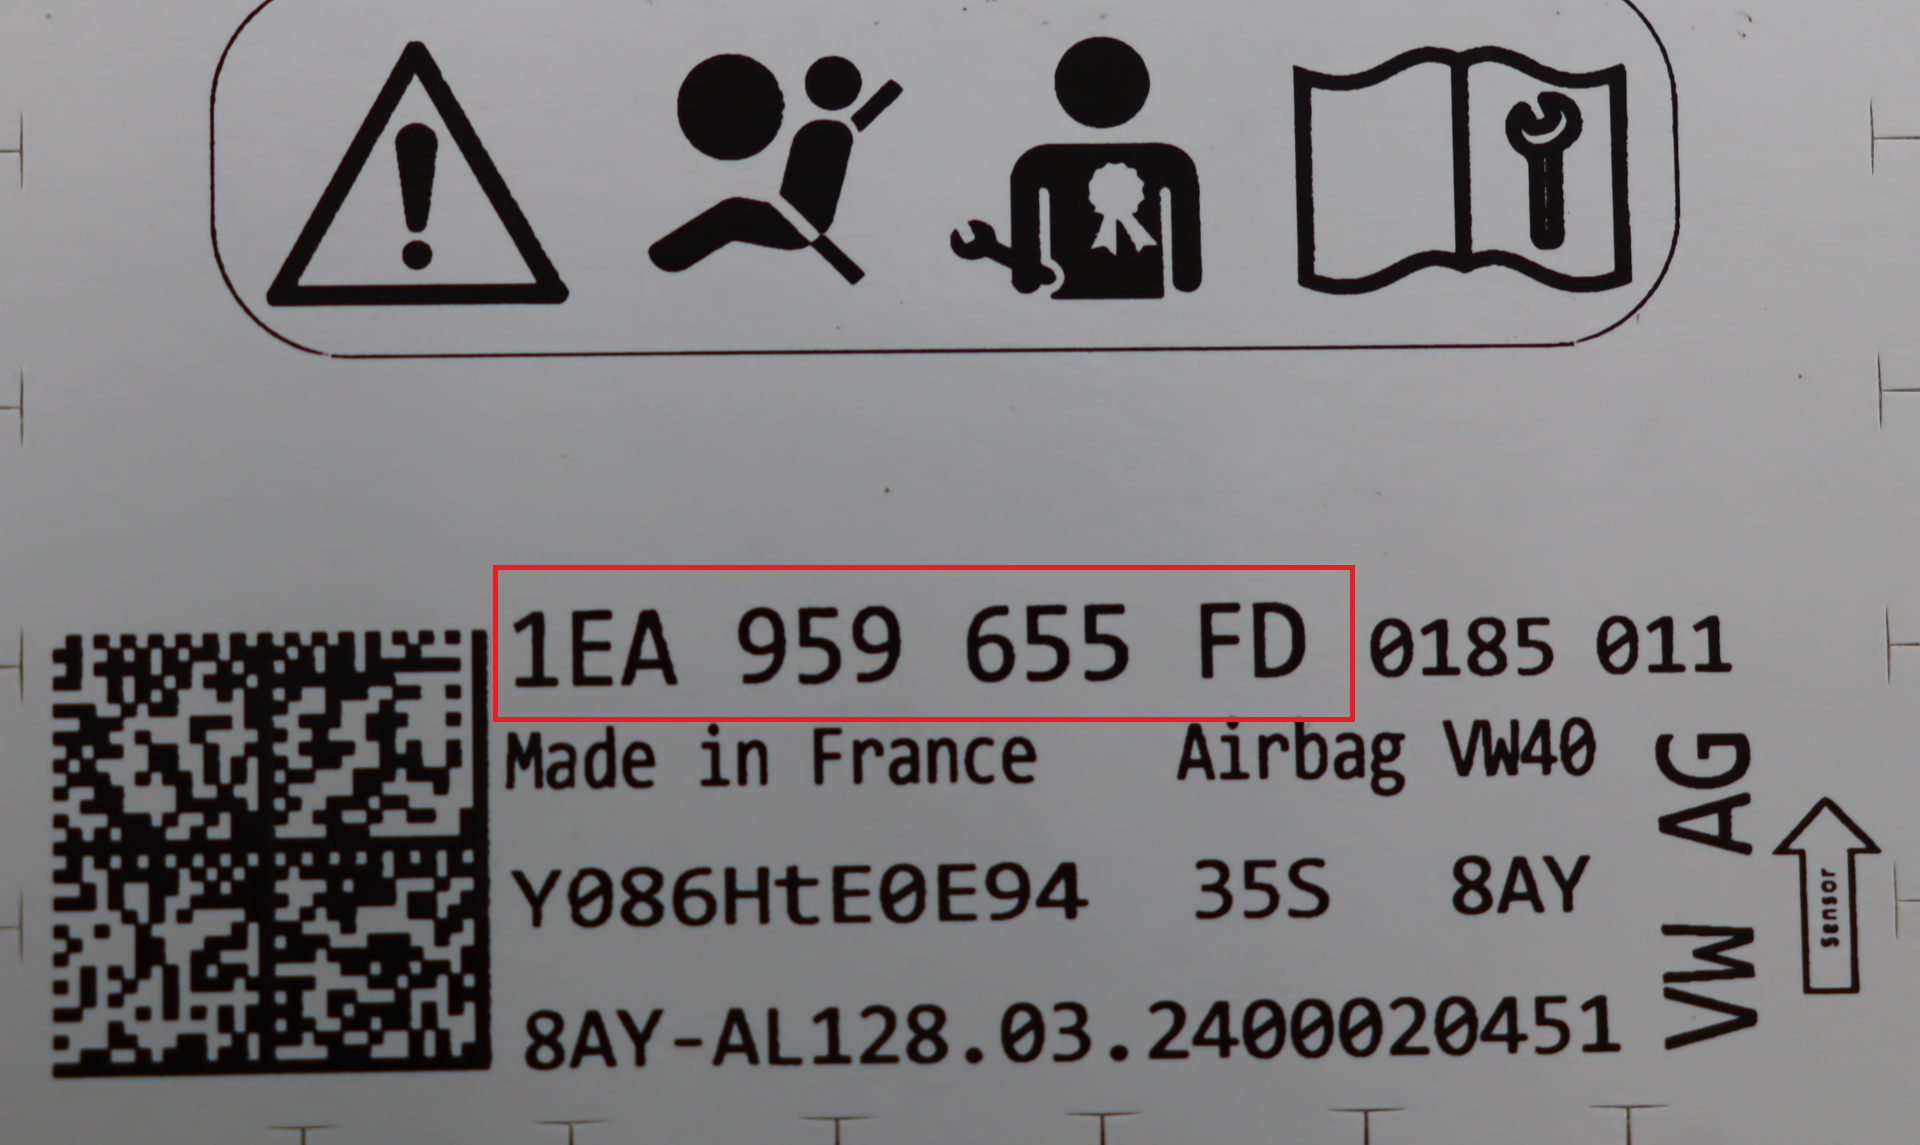 1EA 959 655 FD 0185 011
Made in France Airbag VW40
Y086HtE0E94 35S 8AY
8AY-AL128.03.2400020451
VW AG
sensor